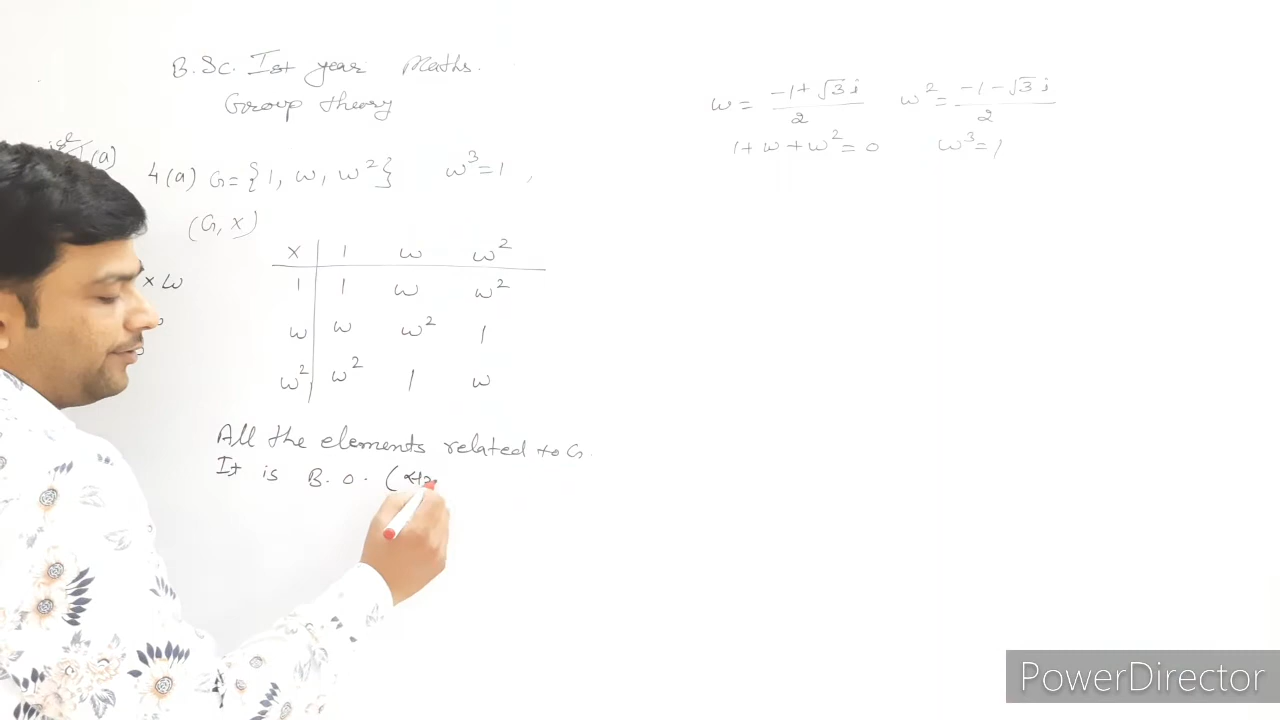 B.Sc. Ist year Maths.
Group theory
4(a) G = {1, ω, ω²} ω³=1,
(G, x)
x ω
x 1 ω ω²
1 1 ω ω²
ω ω ω² 1
ω² ω² 1 ω
All the elements related to G.
It is B.O. (
ω = (-1+√3i)/2 ω² = (-1-√3i)/2
1+ω+ω²=0 ω³=1
PowerDirector